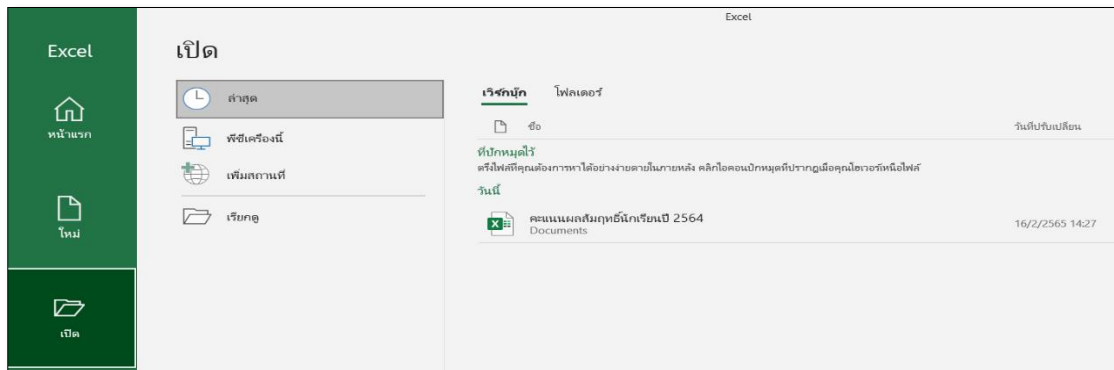 Excel
Excel
เปิด
หน้าแรก
ใหม่
เปิด
ล่าสุด
พีซีเครื่องนี้
เพิ่มสถานที่
เรียกดู
เวิร์กบุ๊ก โฟลเดอร์
ชื่อ วันที่ปรับเปลี่ยน
ที่ปักหมุดไว้
ตรึงไฟล์ที่คุณต้องการหาได้อย่างง่ายดายในภายหลัง คลิกไอคอนปักหมุดที่ปรากฏเมื่อคุณโฮเวอร์เหนือไฟล์
วันนี้
คะแนนผลสัมฤทธิ์นักเรียนปี 2564
Documents 16/2/2565 14:27